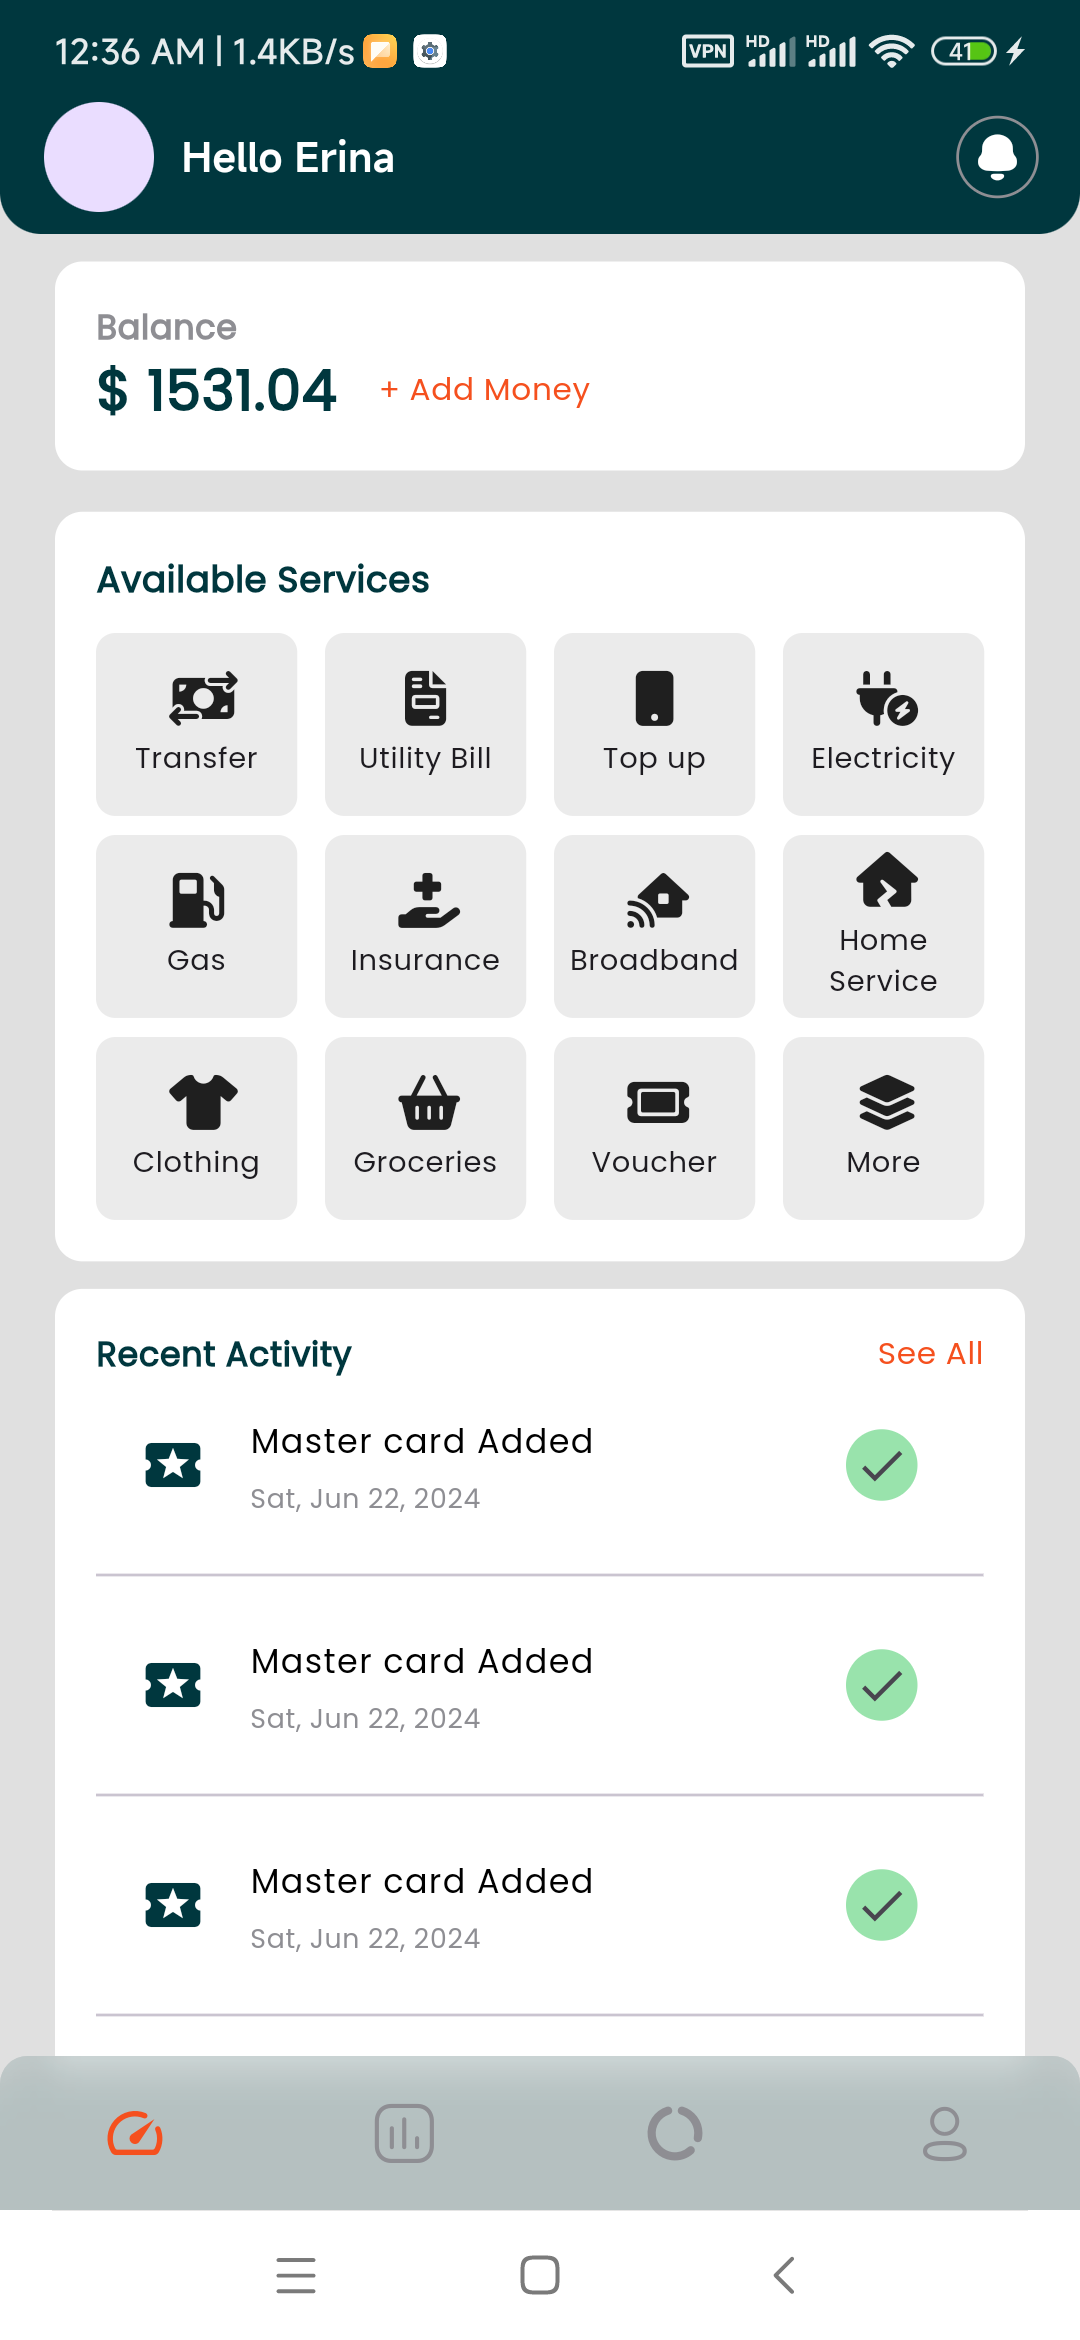 12:36 AM | 1.4KB/s VPN HD HD 41
Hello Erina
Balance
$ 1531.04 + Add Money
Available Services
Transfer Utility Bill Top up Electricity
Gas Insurance Broadband Home
Service
Clothing Groceries Voucher More
Recent Activity See All
Master card Added
Sat, Jun 22, 2024
Master card Added
Sat, Jun 22, 2024
Master card Added
Sat, Jun 22, 2024